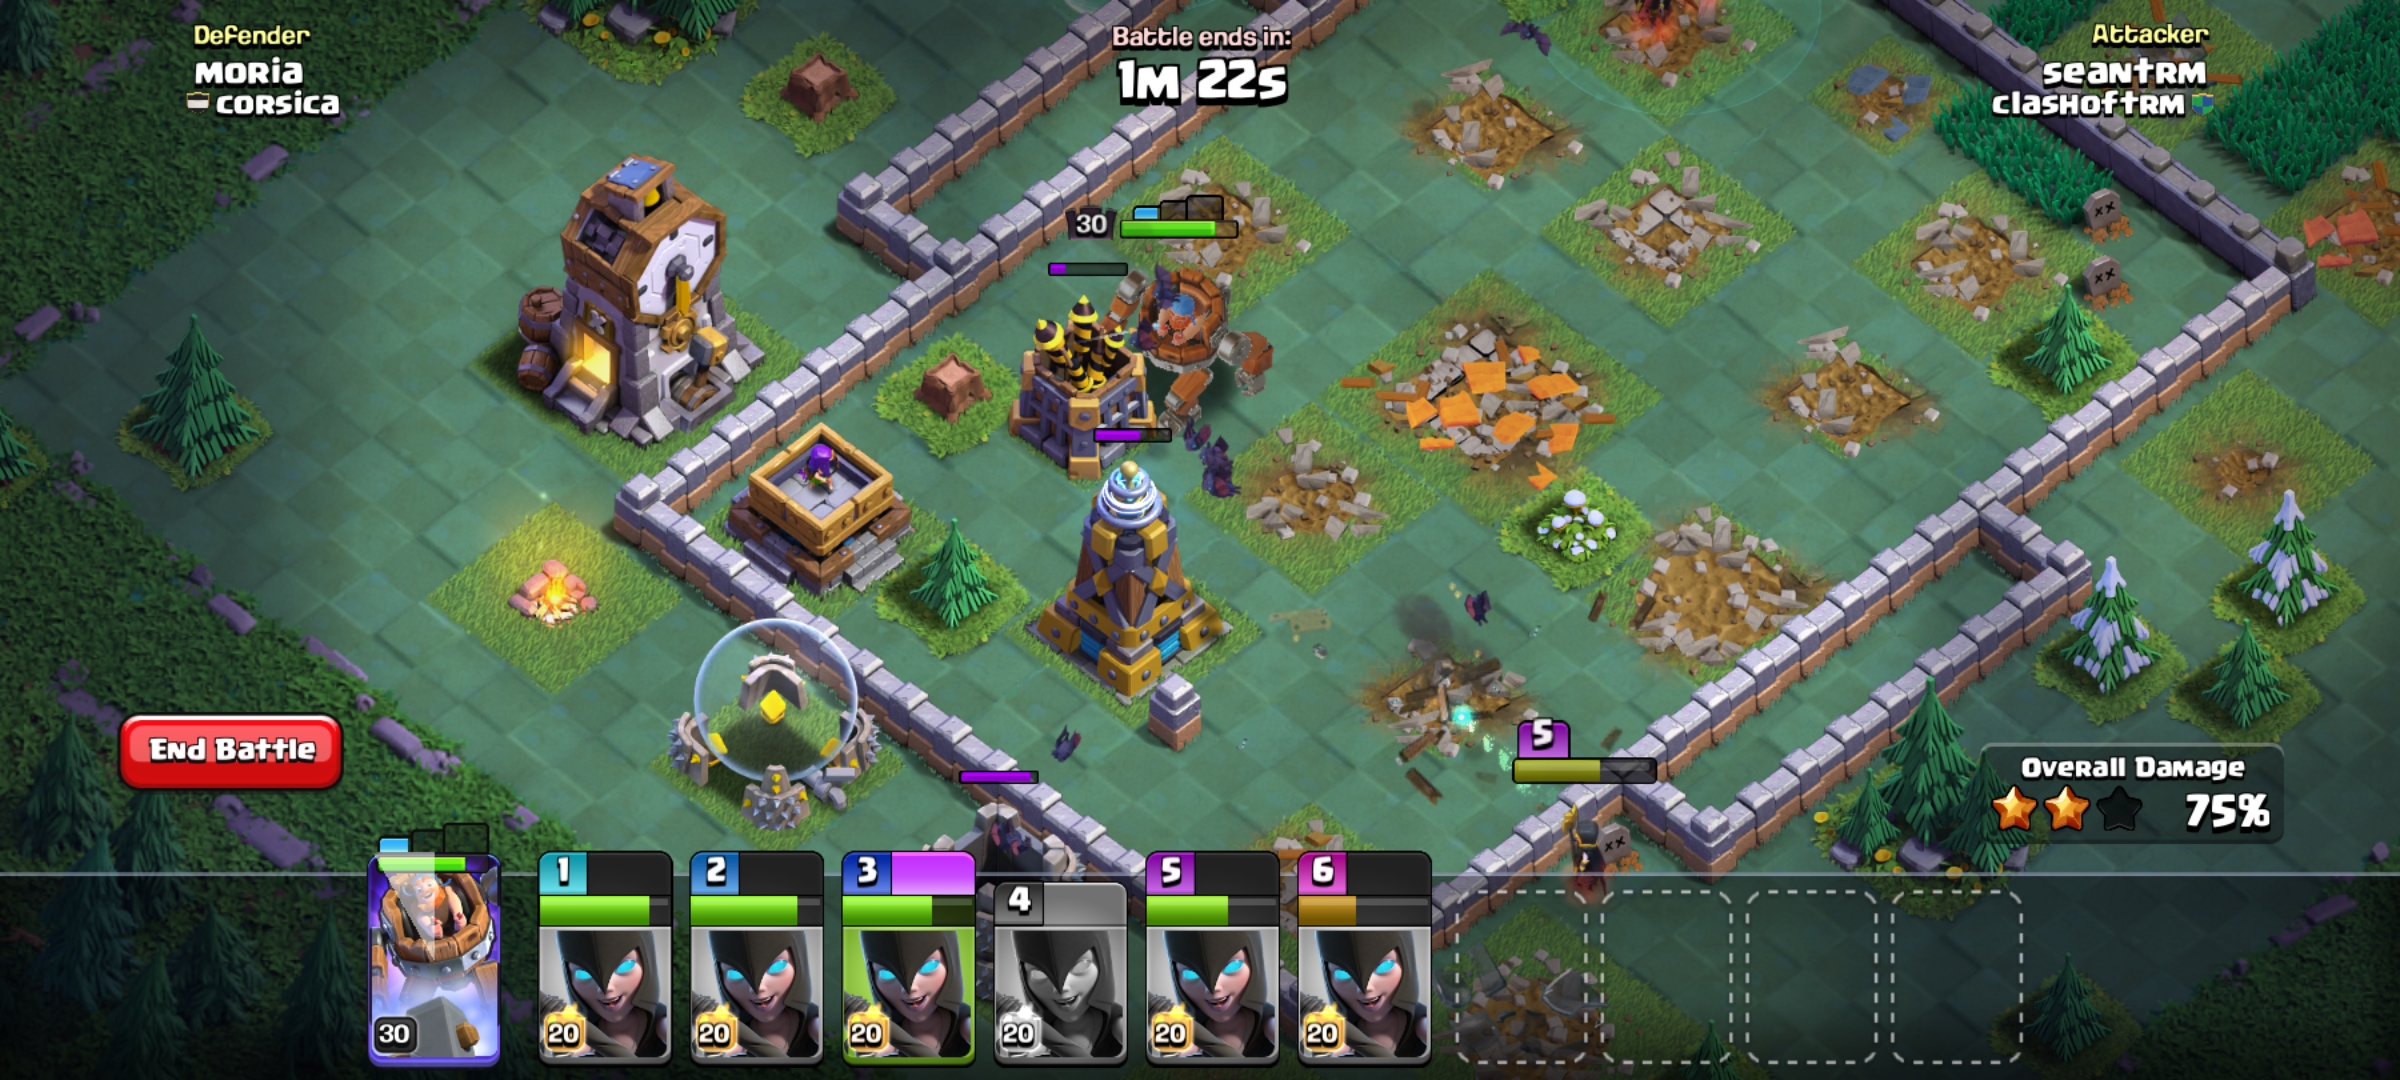 Defender
Moria
corsica
Battle ends in:
1M 22s
Attacker
seantrm
clashoftrm
30
5
End Battle
Overall Damage
75%
1
2
3
4
5
6
30
20
20
20
20
20
20